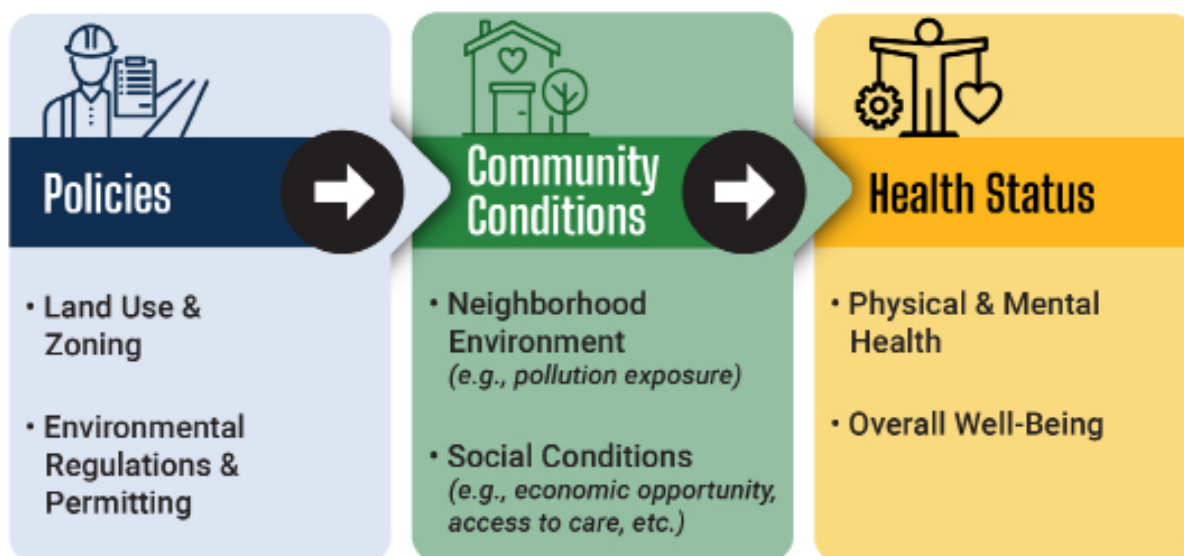 Policies
• Land Use &
Zoning
• Environmental
Regulations &
Permitting
Community
Conditions
• Neighborhood
Environment
(e.g., pollution exposure)
• Social Conditions
(e.g., economic opportunity,
access to care, etc.)
Health Status
• Physical & Mental
Health
• Overall Well-Being